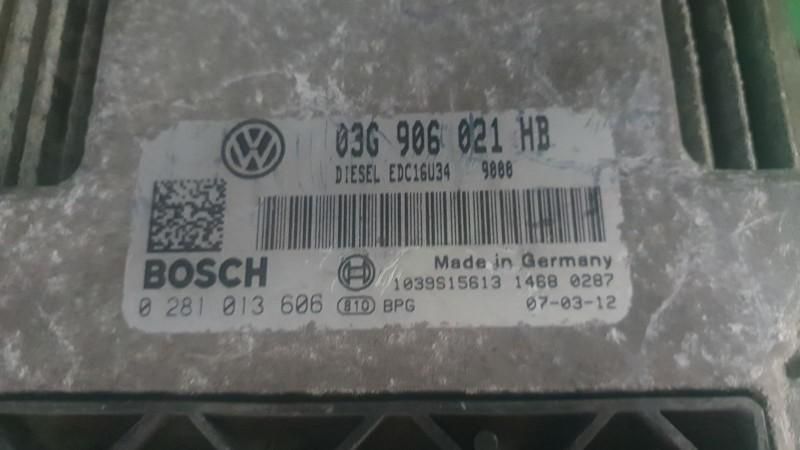 03G 906 021 HB
DIESEL EDC16U34 9000
BOSCH
Made in Germany
1039S15613 1468 0287
0 281 013 606 810 BPG 07-03-12